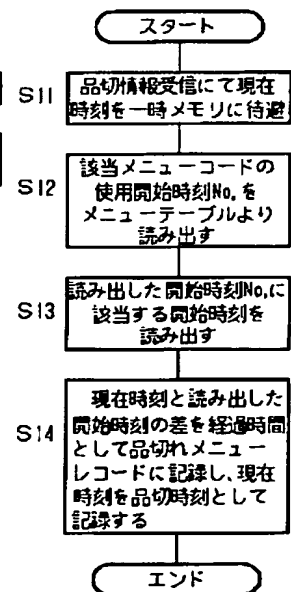 スタート
S11
品切情報受信にて現在
時刻を一時メモリに待避
S12
該当メニューコードの
使用開始時刻No.を
メニューテーブルより
読み出す
S13
読み出した開始時刻No.に
該当する開始時刻を
読み出す
S14
現在時刻と読み出した
開始時刻の差を経過時間
として品切れメニュー
レコードに記録し、現在
時刻を品切時刻として
記録する
エンド